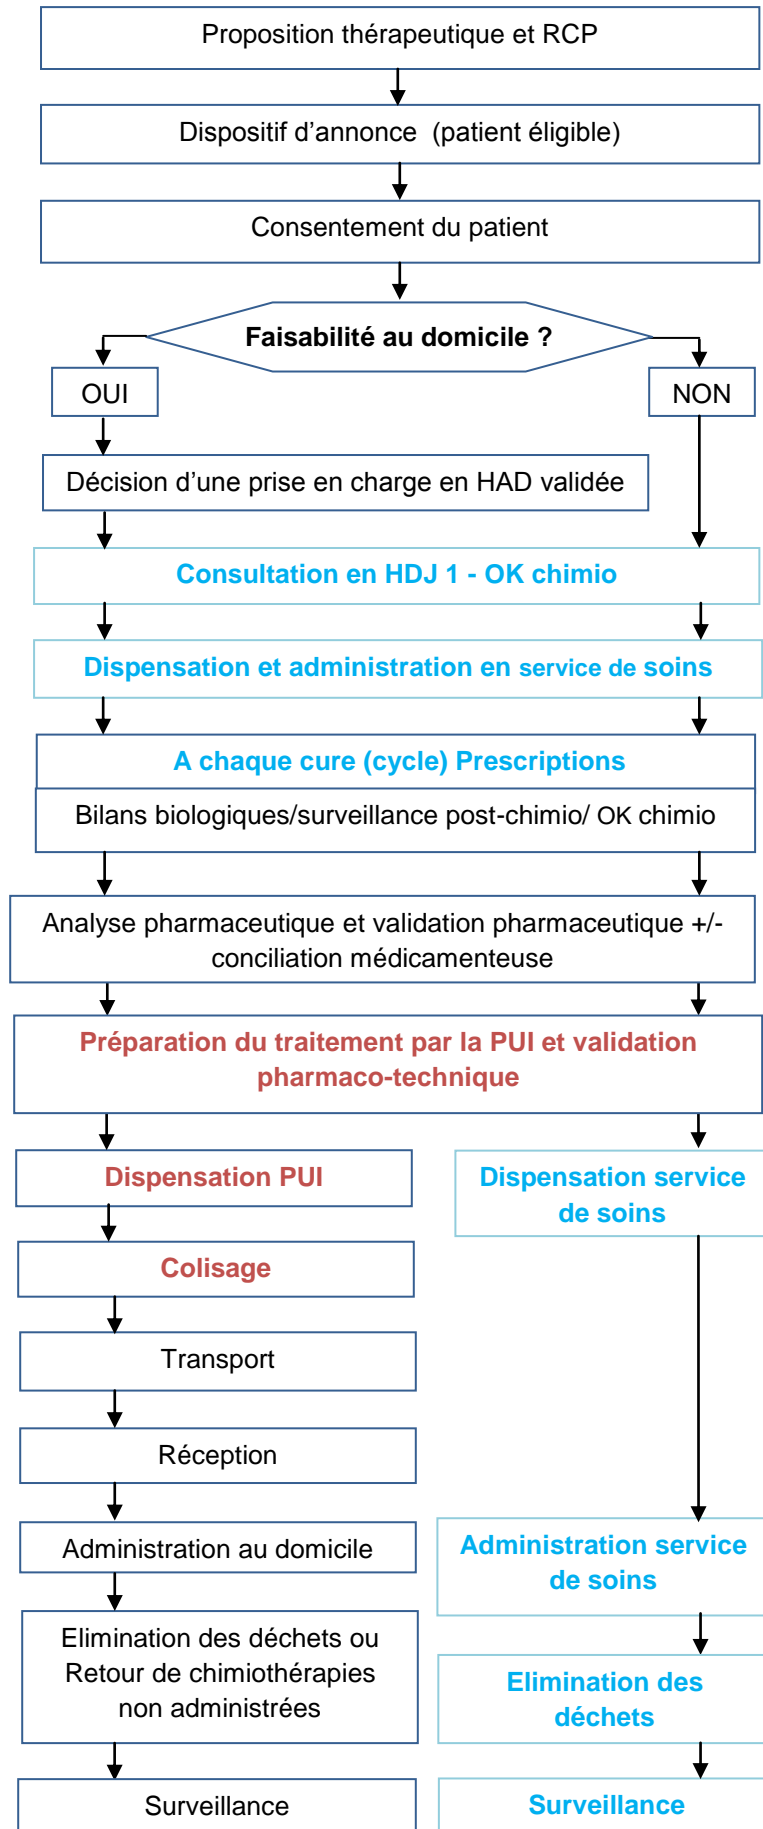 Proposition thérapeutique et RCP
Dispositif d'annonce  (patient éligible)
Consentement du patient
Faisabilité au domicile ?
OUI
NON
Décision d'une prise en charge en HAD validée
Consultation en HDJ 1 - OK chimio
Dispensation et administration en service de soins
A chaque cure (cycle) Prescriptions
Bilans biologiques/surveillance post-chimio/ OK chimio
Analyse pharmaceutique et validation pharmaceutique +/-
conciliation médicamenteuse
Préparation du traitement par la PUI et validation
pharmaco-technique
Dispensation PUI
Colisage
Transport
Réception
Administration au domicile
Elimination des déchets ou
Retour de chimiothérapies
non administrées
Surveillance
Dispensation service
de soins
Administration service
de soins
Elimination des
déchets
Surveillance